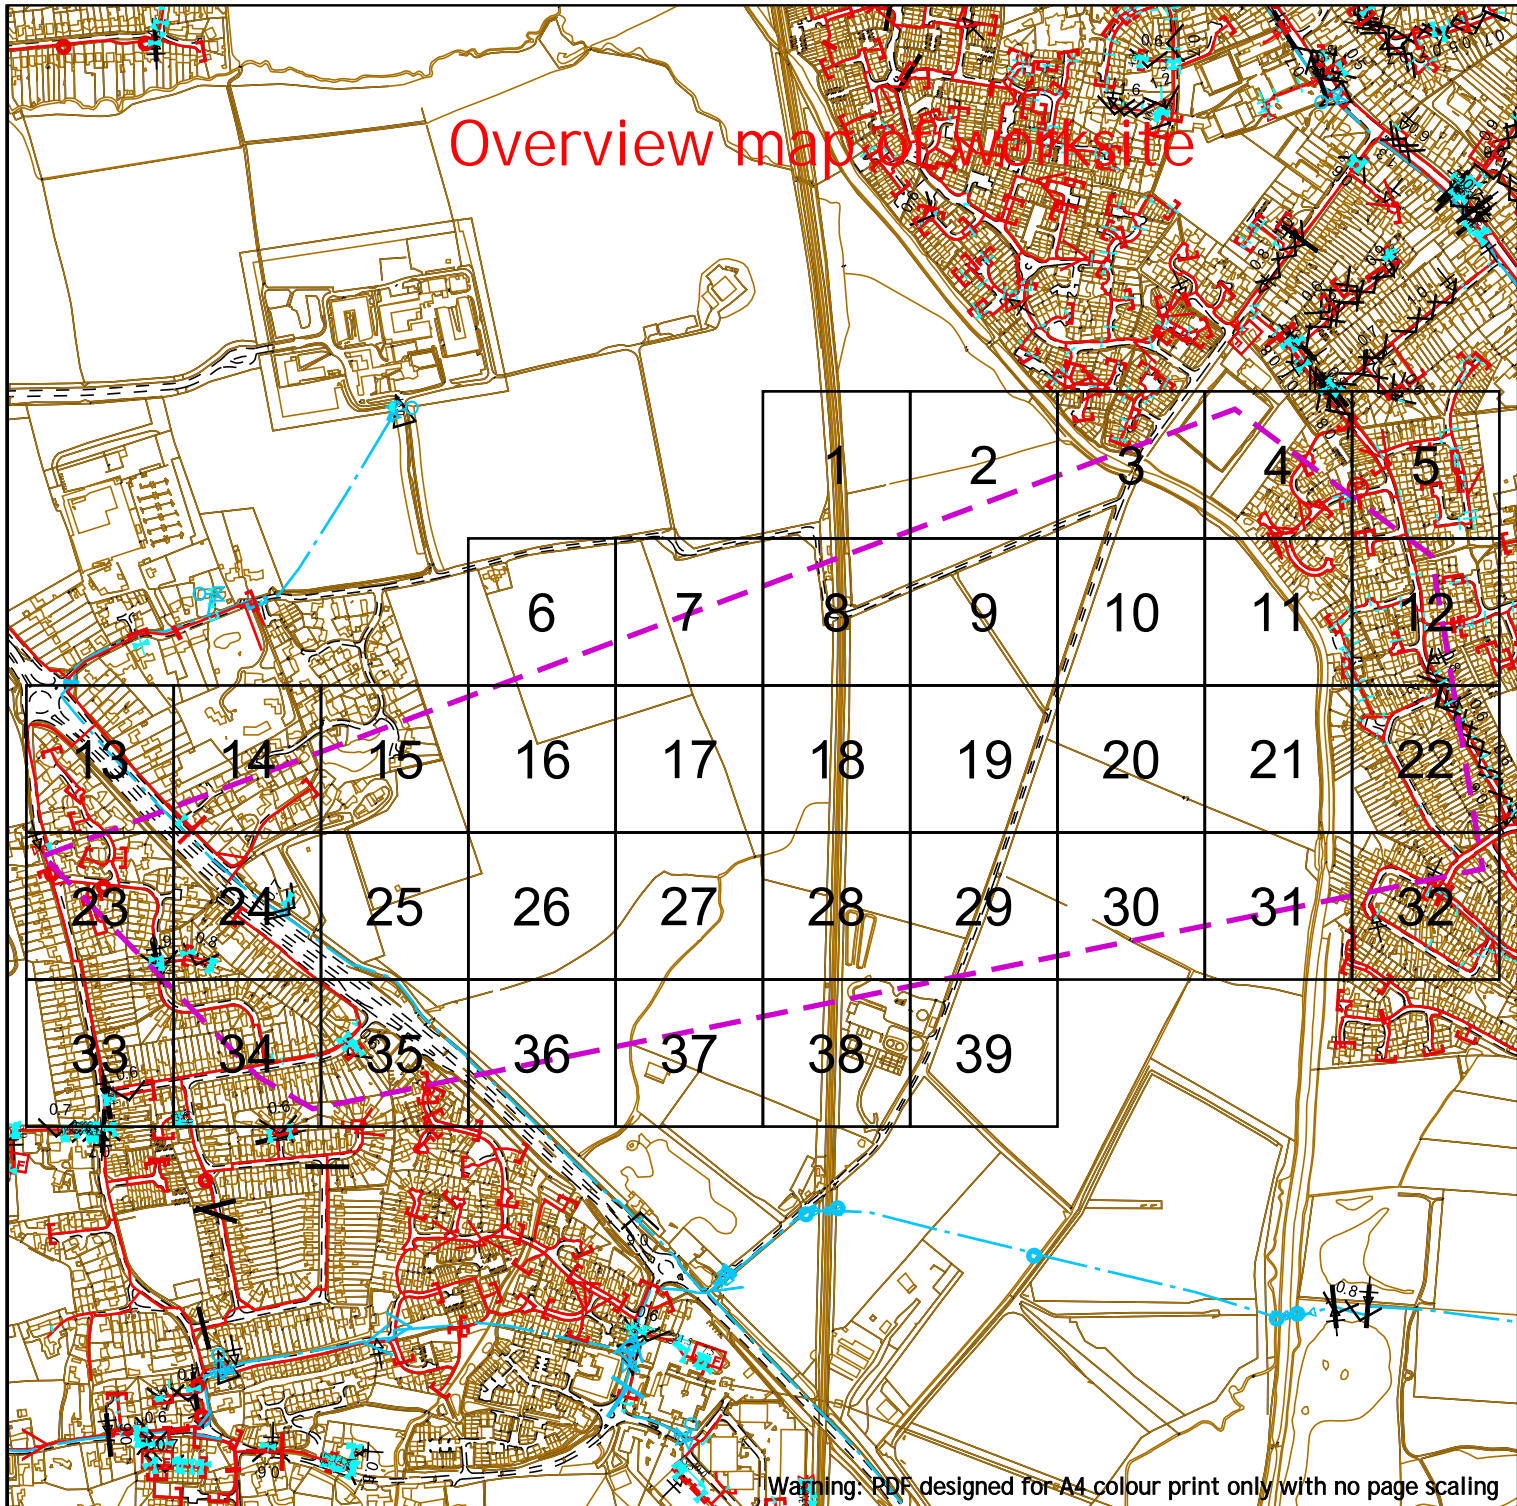 Overview map of worksite
1 2 3 4 5
6 7 8 9 10 11 12
13 14 15 16 17 18 19 20 21 22
23 24 25 26 27 28 29 30 31 32
33 34 35 36 37 38 39
Warning: PDF designed for A4 colour print only with no page scaling